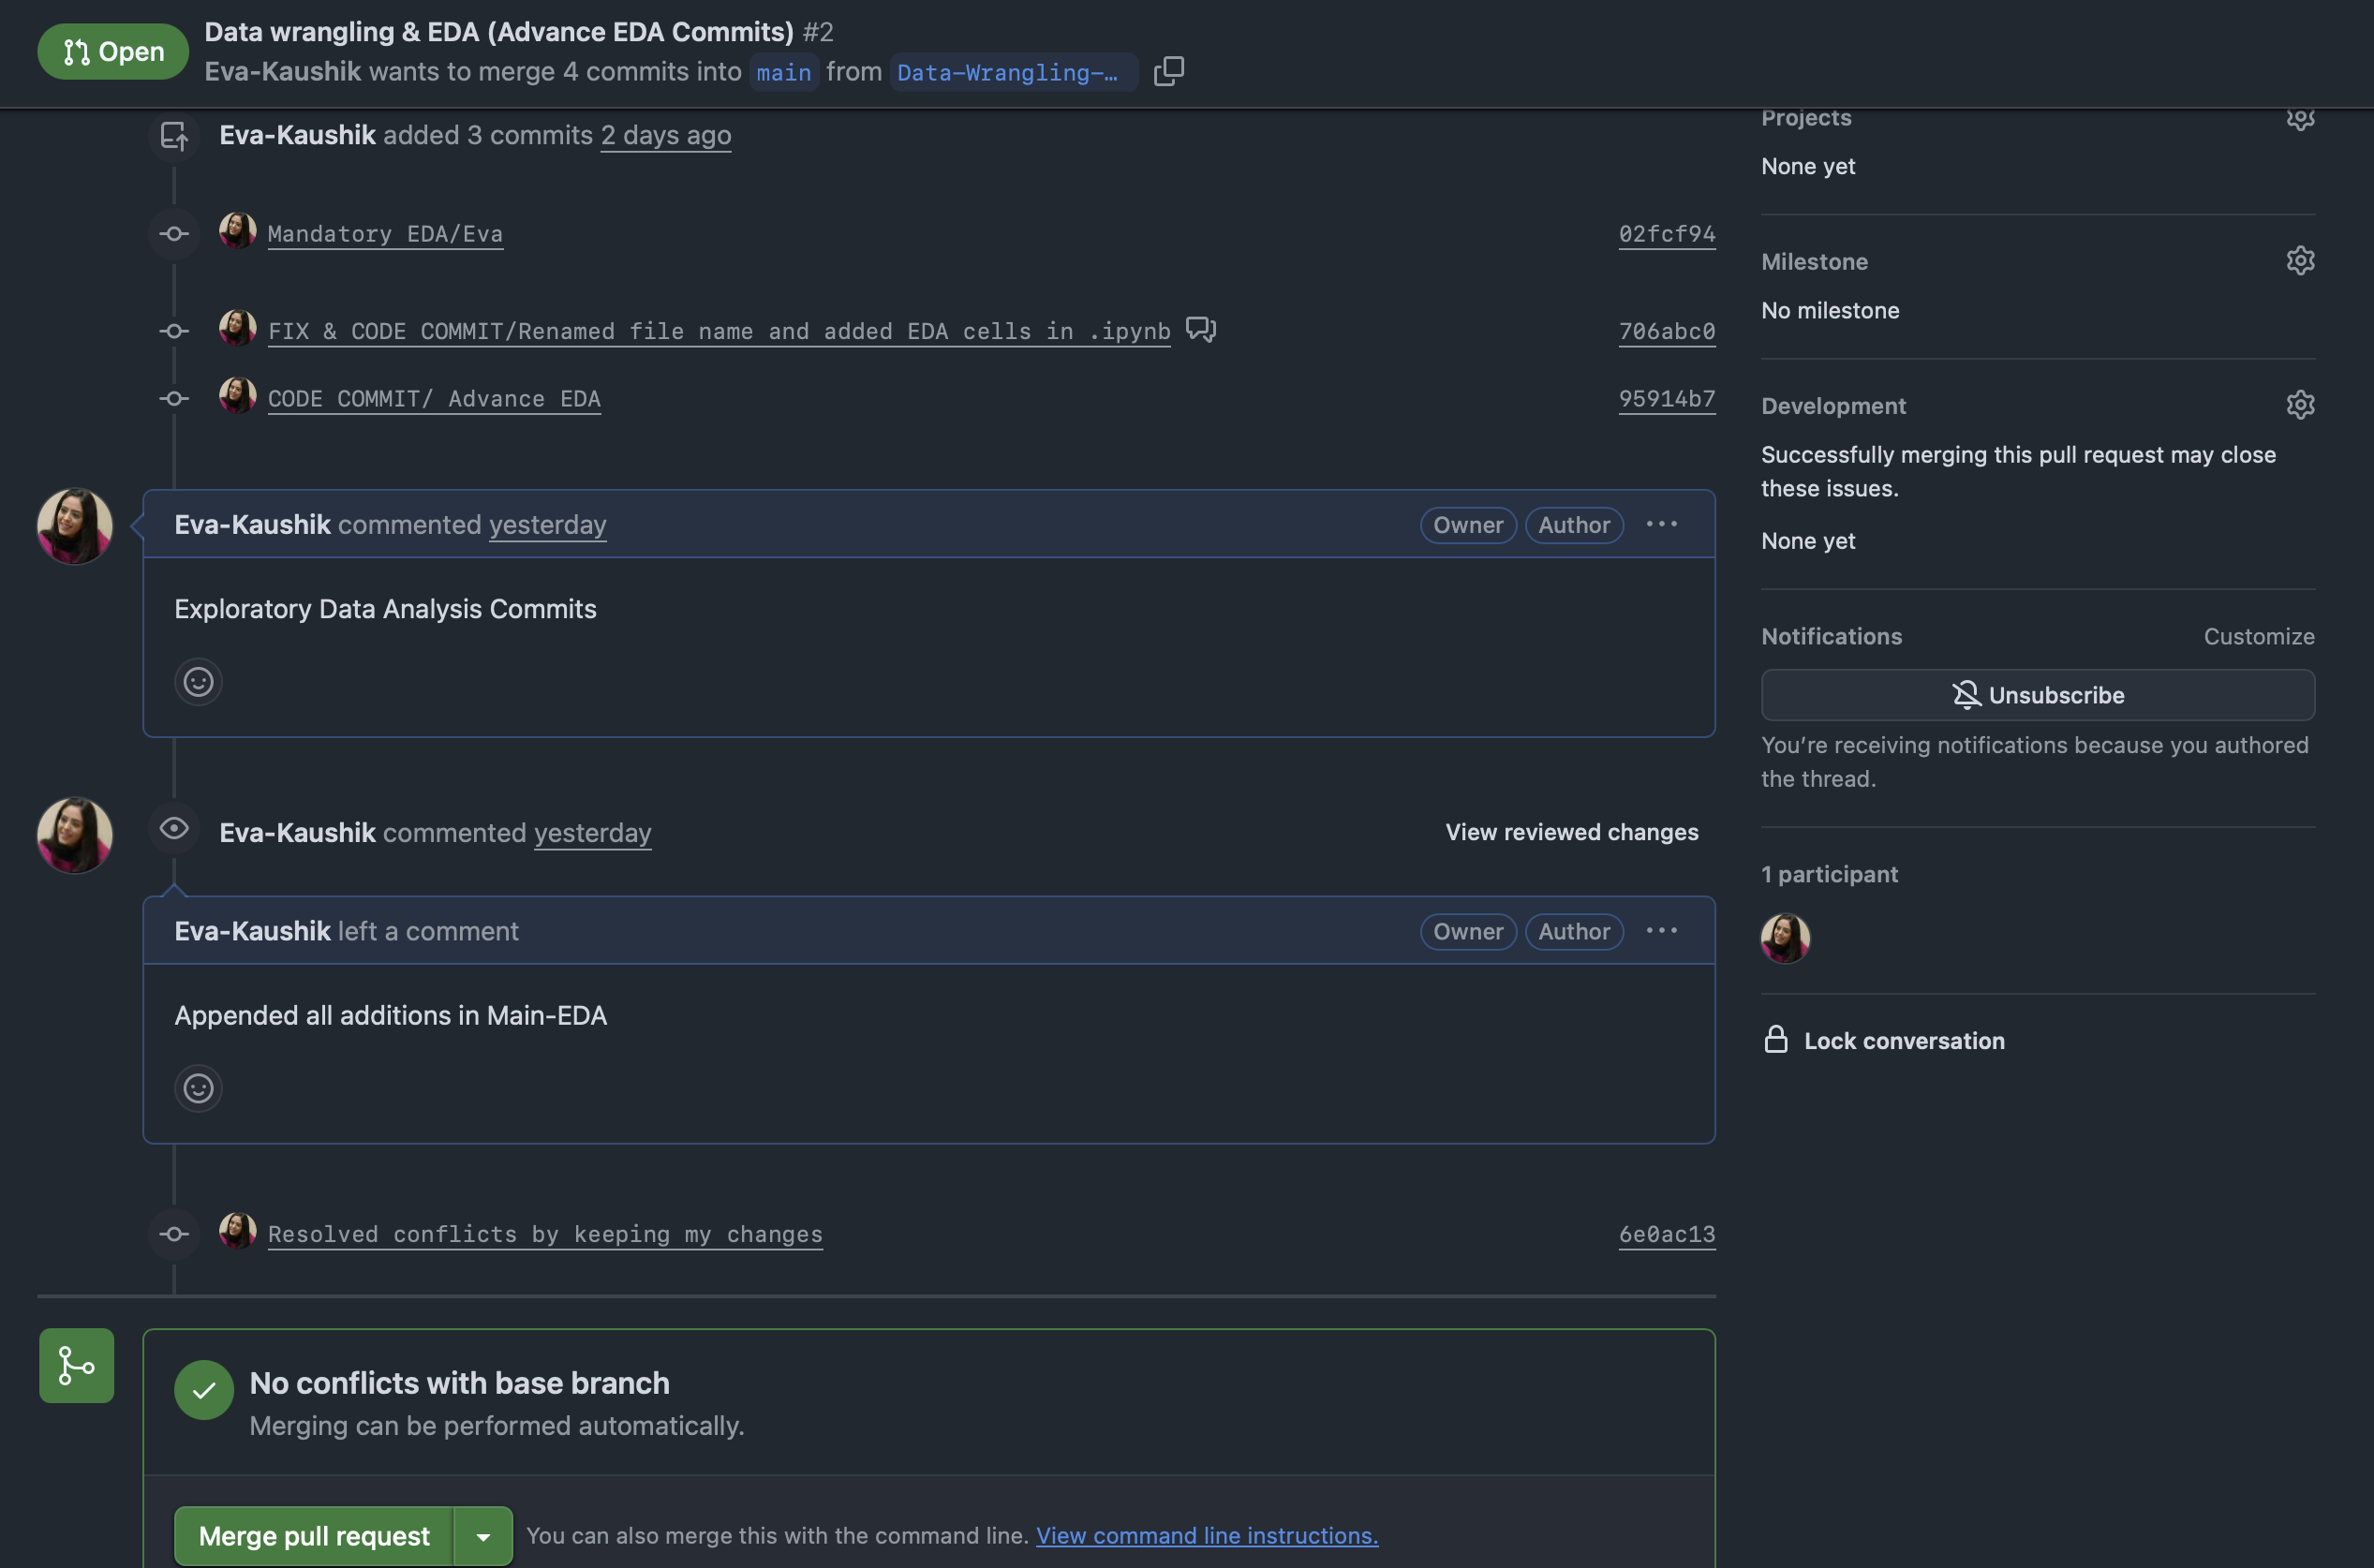 Open
Data wrangling & EDA (Advance EDA Commits) #2
Eva-Kaushik wants to merge 4 commits into main from Data-Wrangling-…
Eva-Kaushik added 3 commits 2 days ago
Mandatory EDA/Eva 02fcf94
FIX & CODE COMMIT/Renamed file name and added EDA cells in .ipynb 706abc0
CODE COMMIT/ Advance EDA 95914b7
Eva-Kaushik commented yesterday Owner Author ...
Exploratory Data Analysis Commits
Eva-Kaushik commented yesterday View reviewed changes
Eva-Kaushik left a comment Owner Author ...
Appended all additions in Main-EDA
Resolved conflicts by keeping my changes 6e0ac13
No conflicts with base branch
Merging can be performed automatically.
Merge pull request You can also merge this with the command line. View command line instructions.
Projects
None yet
Milestone
No milestone
Development
Successfully merging this pull request may close
these issues.
None yet
Notifications Customize
Unsubscribe
You’re receiving notifications because you authored
the thread.
1 participant
Lock conversation